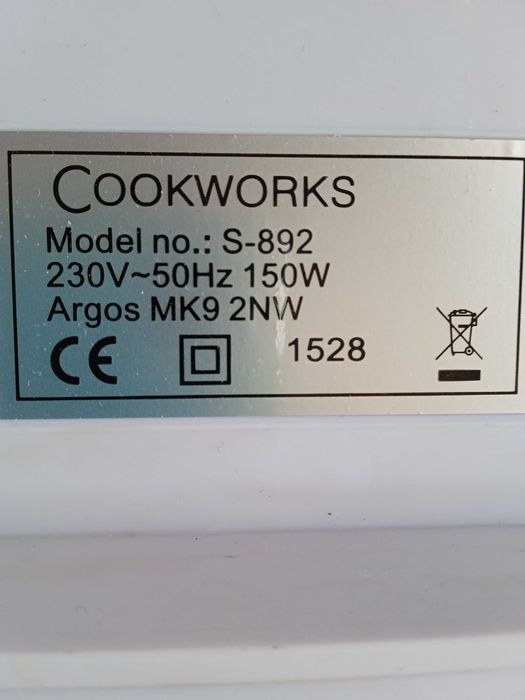 COOKWORKS
Model no.: S-892
230V~50Hz 150W
Argos MK9 2NW
CE 1528